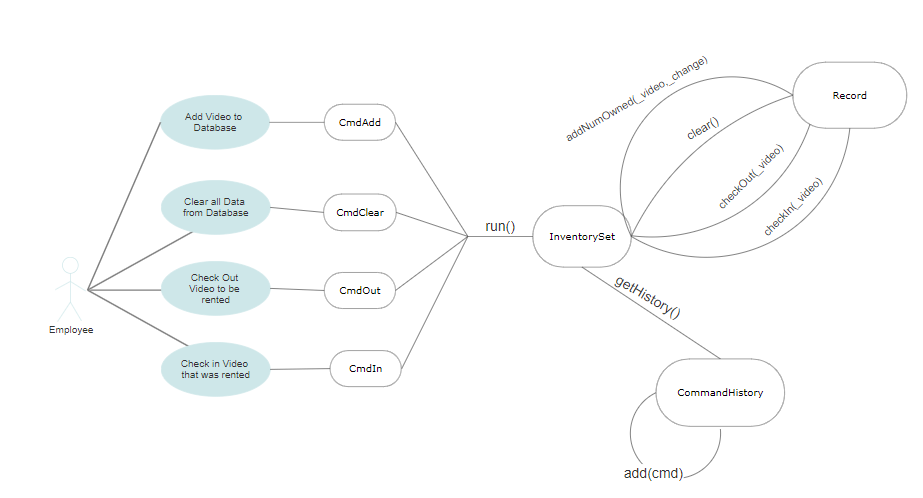 addNumOwned(_video,_change)
Record
Add Video to
Database
CmdAdd
clear()
checkOut(_video)
checkIn(_video)
Clear all Data
from Database
CmdClear
run()
InventorySet
Check Out
Video to be
rented
CmdOut
getHistory()
Employee
Check in Video
that was rented
CmdIn
CommandHistory
add(cmd)